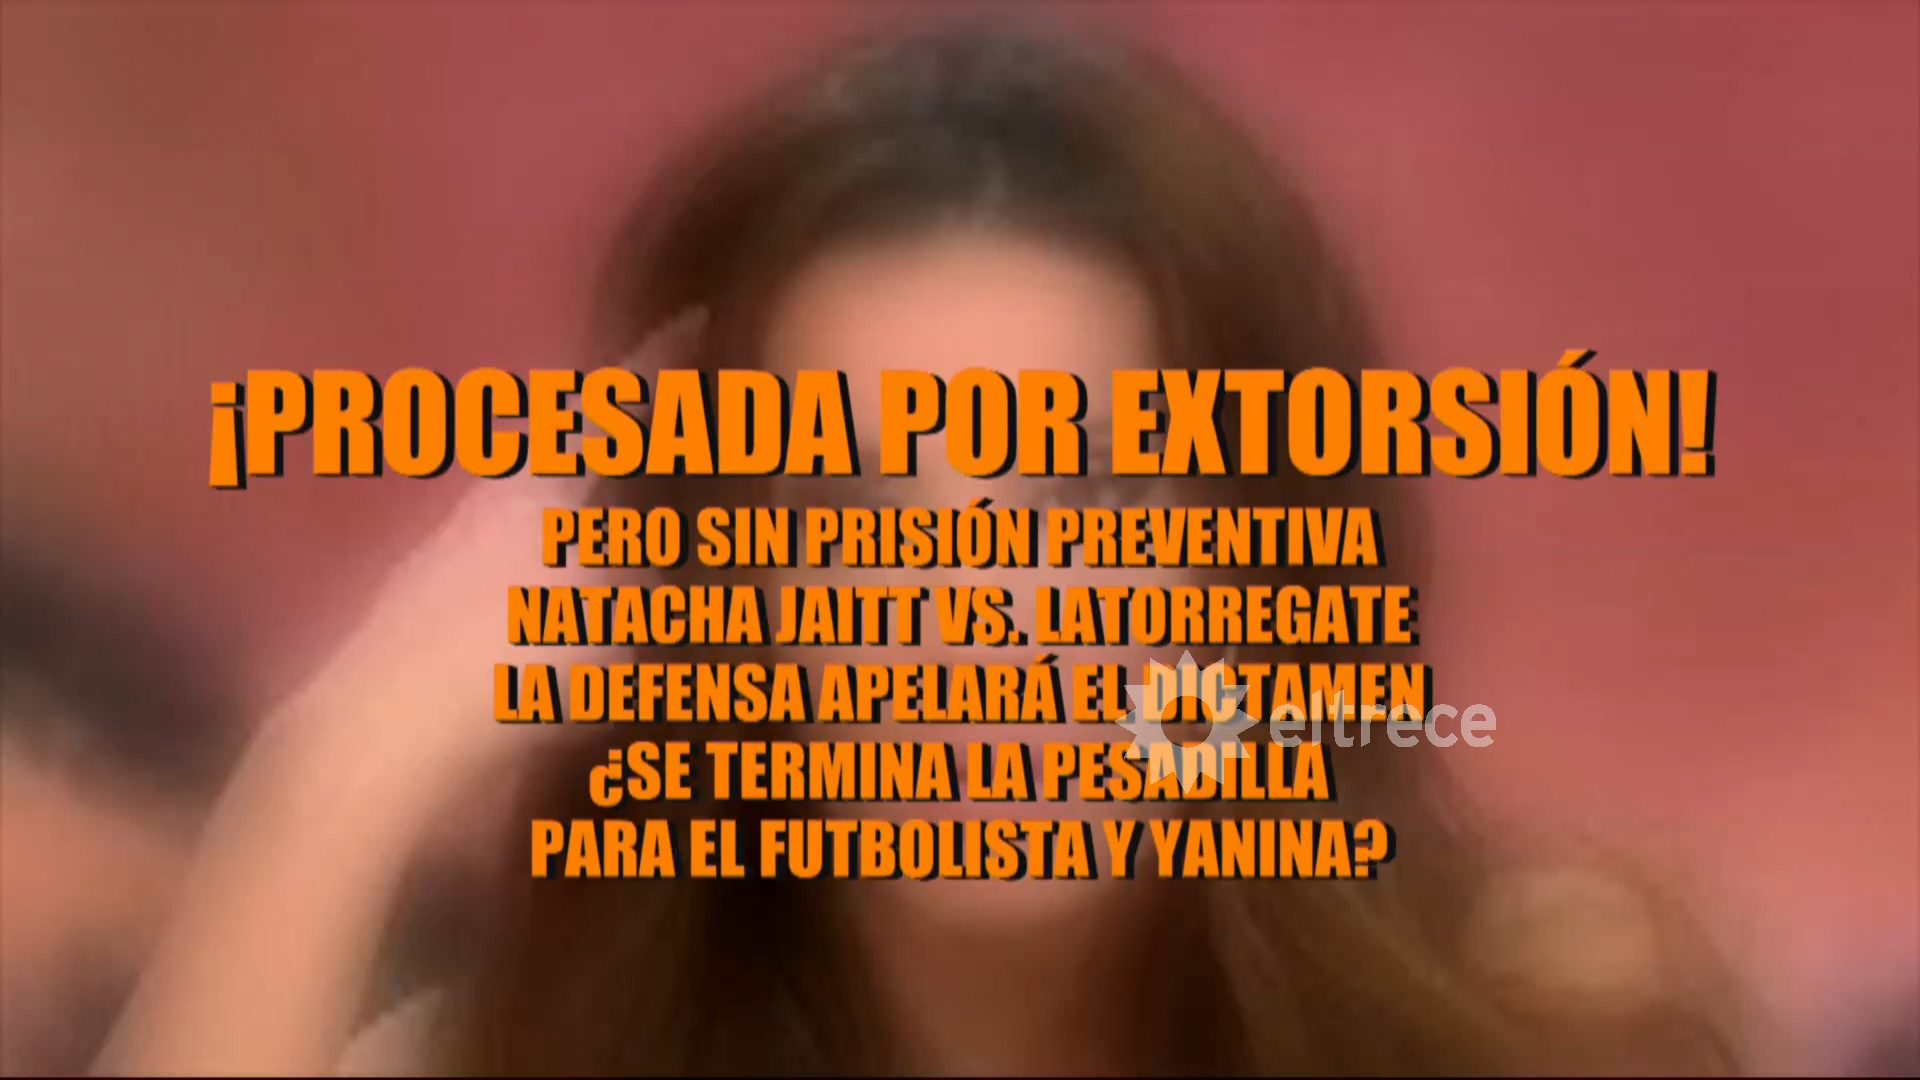 ¡PROCESADA POR EXTORSIÓN!
PERO SIN PRISIÓN PREVENTIVA
NATACHA JAITT VS. LATORREGATE
LA DEFENSA APELARÁ EL DICTAMEN
eltrece
¿SE TERMINA LA PESADILLA
PARA EL FUTBOLISTA Y YANINA?